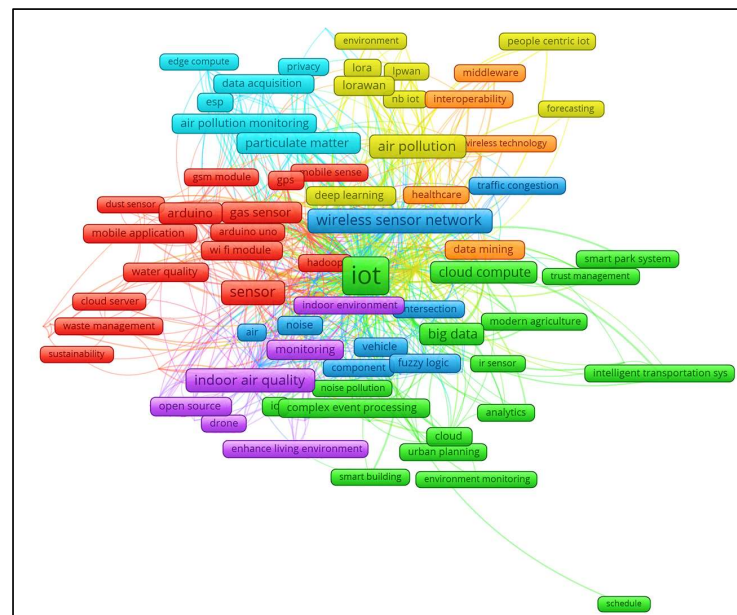 environment
people centric iot
edge compute
privacy
lora
lpwan
middleware
data acquisition
lorawan
esp
nb iot
interoperability
forecasting
air pollution monitoring
particulate matter
air pollution
wireless technology
gsm module
gps
mobile sense
traffic congestion
deep learning
healthcare
dust sensor
arduino
gas sensor
wireless sensor network
mobile application
arduino uno
wi fi module
data mining
smart park system
hadoop
water quality
iot
cloud compute
trust management
sensor
cloud server
indoor environment
intersection
waste management
air
noise
big data
modern agriculture
sustainability
monitoring
vehicle
component
fuzzy logic
ir sensor
intelligent transportation sys
indoor air quality
noise pollution
open source
complex event processing
analytics
drone
cloud
enhance living environment
urban planning
smart building
environment monitoring
schedule